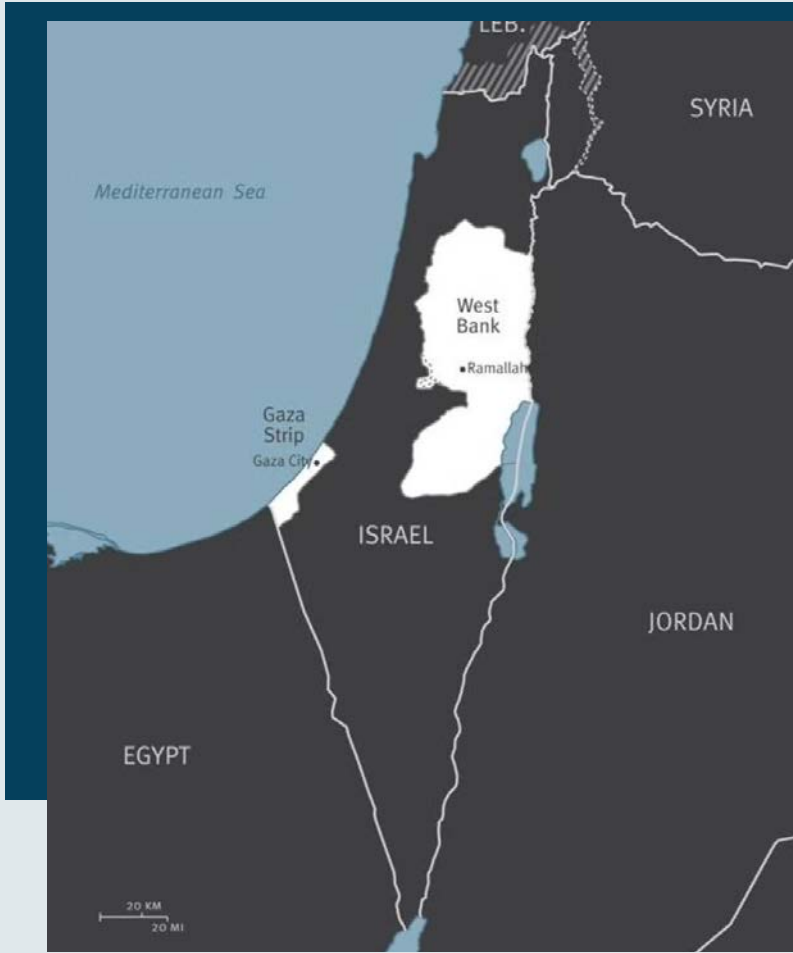 LEB.
SYRIA
Mediterranean Sea
West
Bank
Ramallah
Gaza
Strip
Gaza City
ISRAEL
JORDAN
EGYPT
20 KM
20 MI